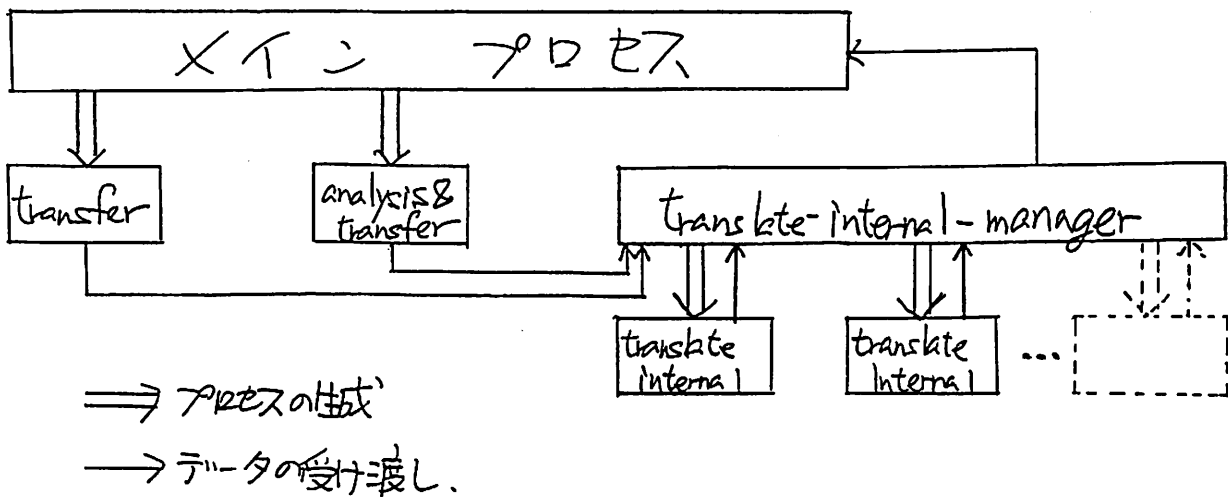 メイン プロセス
transfer
analysis&
transfer
translate-internal-manager
translate
internal
translate
internal
...
プロセスの生成
データの受け渡し.